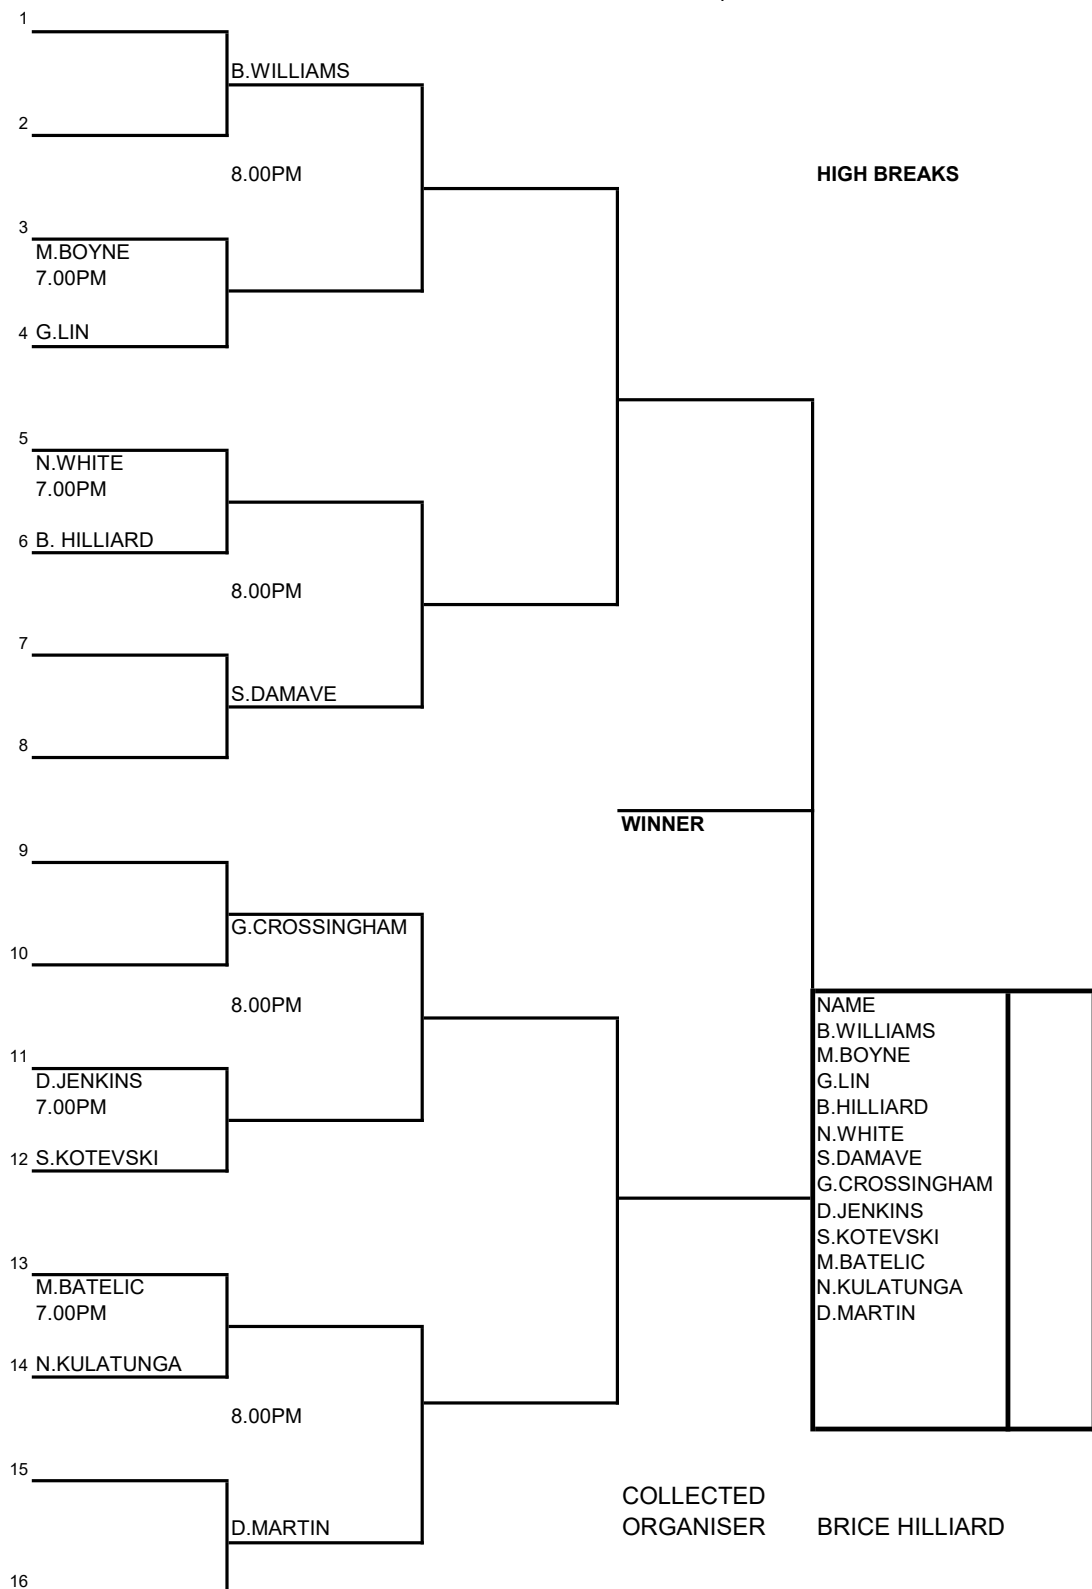 1
B.WILLIAMS
2
8.00PM
HIGH BREAKS
3
M.BOYNE
7.00PM
4 G.LIN
5
N.WHITE
7.00PM
6 B. HILLIARD
8.00PM
7
S.DAMAVE
8
WINNER
9
G.CROSSINGHAM
10
8.00PM
NAME
B.WILLIAMS
M.BOYNE
G.LIN
B.HILLIARD
N.WHITE
S.DAMAVE
G.CROSSINGHAM
D.JENKINS
S.KOTEVSKI
M.BATELIC
N.KULATUNGA
D.MARTIN
11
D.JENKINS
7.00PM
12 S.KOTEVSKI
13
M.BATELIC
7.00PM
14 N.KULATUNGA
8.00PM
15
COLLECTED
D.MARTIN
ORGANISER BRICE HILLIARD
16